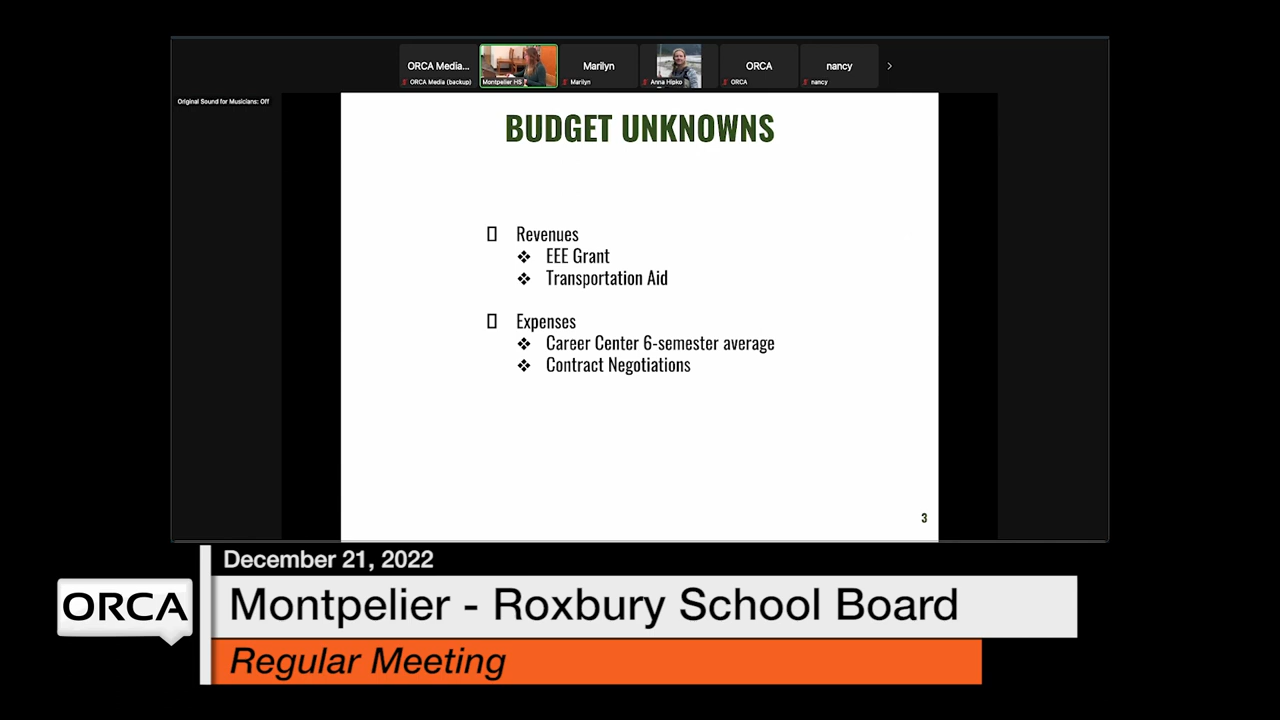 ORCA Media... Marilyn ORCA nancy
ORCA Media (backup) Montpelier HS Marilyn Anna Hipko ORCA nancy
Original Sound for Musicians: Off
BUDGET UNKNOWNS
Revenues
❖ EEE Grant
❖ Transportation Aid
Expenses
❖ Career Center 6-semester average
❖ Contract Negotiations
3
December 21, 2022
ORCA
Montpelier - Roxbury School Board
Regular Meeting